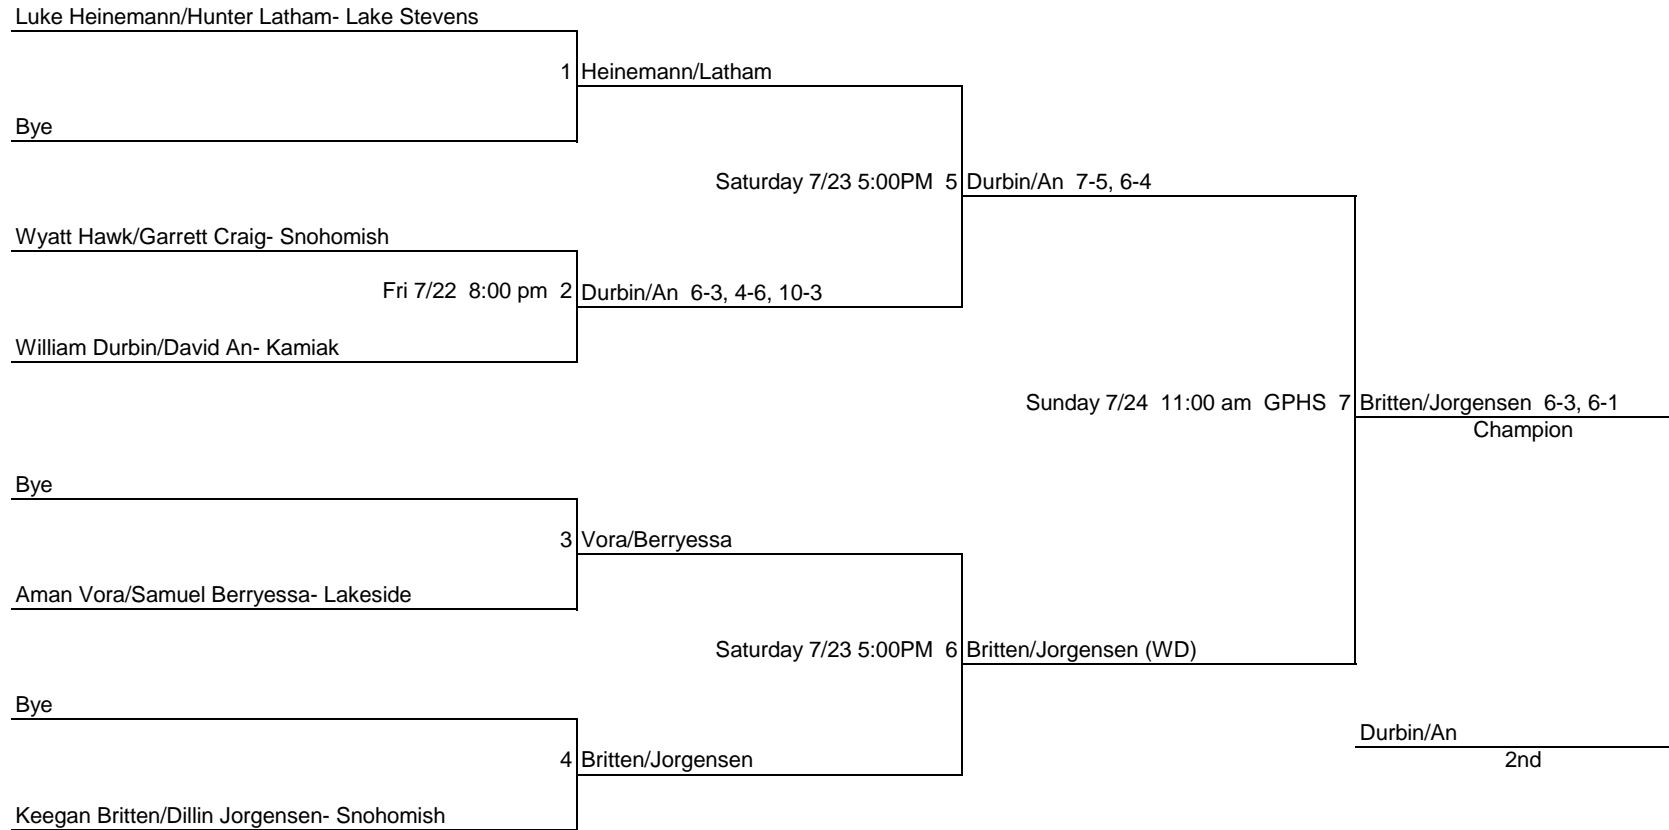 Luke Heinemann/Hunter Latham- Lake Stevens
1 Heinemann/Latham
Bye
Saturday 7/23 5:00PM 5 Durbin/An 7-5, 6-4
Wyatt Hawk/Garrett Craig- Snohomish
Fri 7/22 8:00 pm 2 Durbin/An 6-3, 4-6, 10-3
William Durbin/David An- Kamiak
Sunday 7/24 11:00 am GPHS 7 Britten/Jorgensen 6-3, 6-1
Champion
Bye
3 Vora/Berryessa
Aman Vora/Samuel Berryessa- Lakeside
Saturday 7/23 5:00PM 6 Britten/Jorgensen (WD)
Bye
Durbin/An
4 Britten/Jorgensen
2nd
Keegan Britten/Dillin Jorgensen- Snohomish